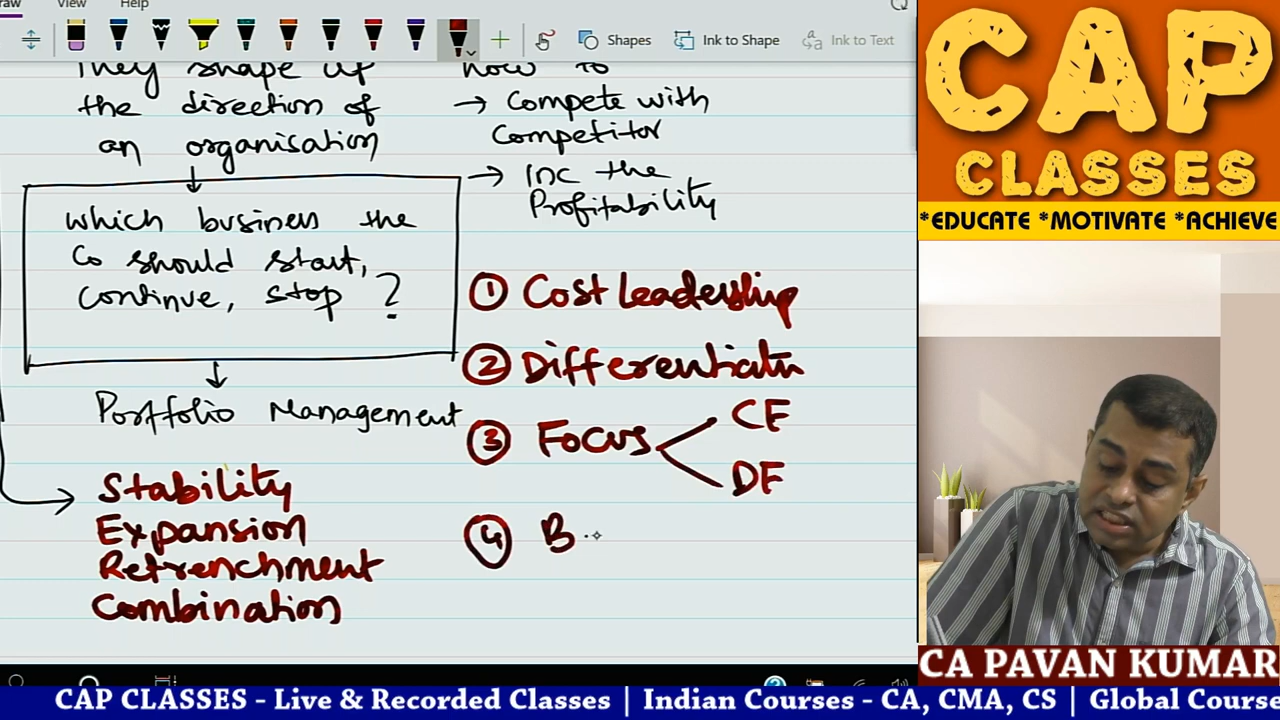 View
Help
Shapes
Ink to Shape
Ink to Text
They shape up
the direction of
an organisation
which business the
Co should start,
continue, stop ?
Portfolio Management
Stability
Expansion
Retrenchment
Combination
how to
→ Compete with
Competitor
→ Inc the
Profitability
① Cost Leadership
② Differentiatn
③ Focus
CF
DF
④ B
CAP
CLASSES
*EDUCATE *MOTIVATE *ACHIEVE
CA PAVAN KUMAR
CAP CLASSES - Live & Recorded Classes | Indian Courses - CA, CMA, CS | Global Course